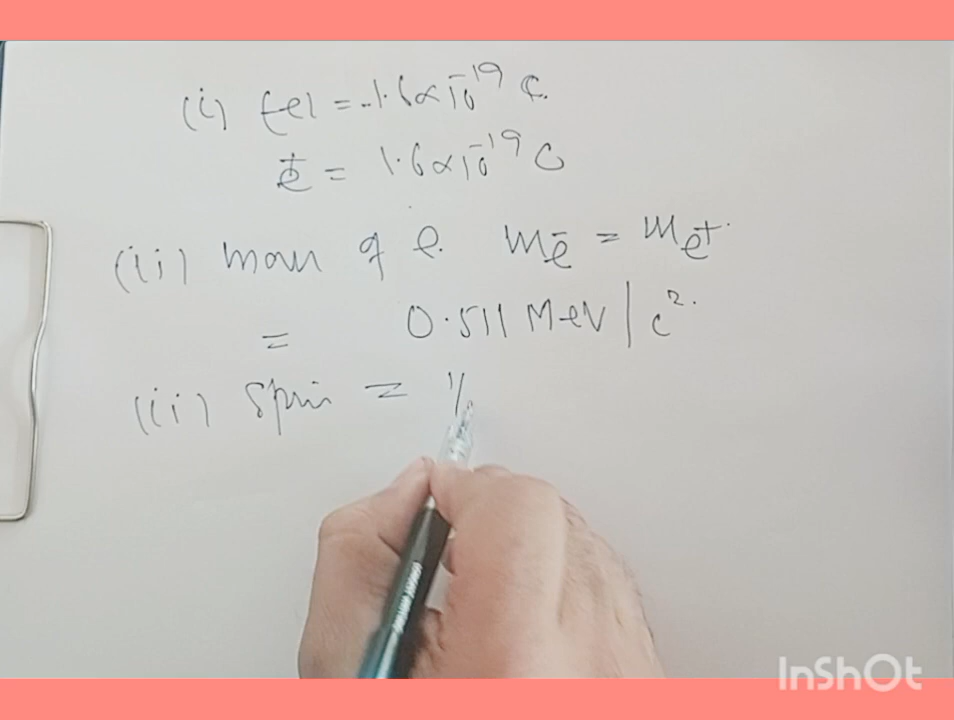 (i) = -1.6×10⁻¹⁹ C.
e⁺ = 1.6×10⁻¹⁹ C
(ii) mass of e. me⁻ = me⁺.
= 0.511 MeV/c².
(iii) Spin = 1/
InShOt